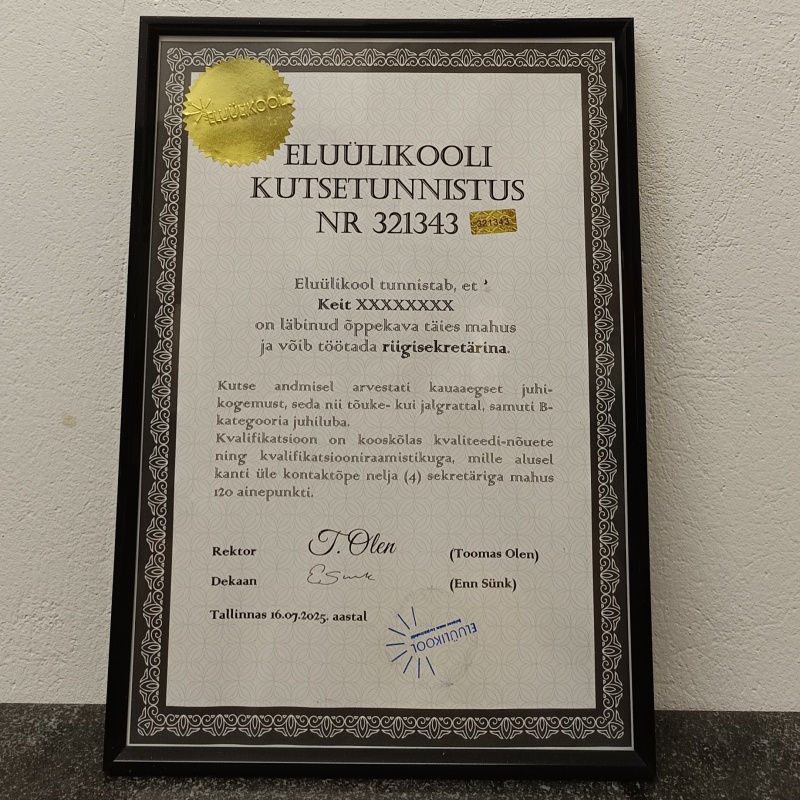 ELUÜLIKOOL
ELUÜLIKOOLI
KUTSETUNNISTUS
NR 321343
321343
Eluülikool tunnistab, et
Keit XXXXXXXX
on läbinud õppekava täies mahus
ja võib töötada riigisekretärina.
Kutse andmisel arvestati kauaaegset juhi-
kogemust, seda nii tõuke- kui jalgrattal, samuti B-
kategooria juhiluba.
Kvalifikatsioon on kooskõlas kvaliteedi-nõuete
ning kvalifikatsiooniraamistikuga, mille alusel
kanti üle kontaktõpe nelja (4) sekretäriga mahus
120 ainepunkti.
Rektor T. Olen (Toomas Olen)
Dekaan E Sünk (Enn Sünk)
Tallinnas 16.07.2025. aastal
ELUÜLIKOOL